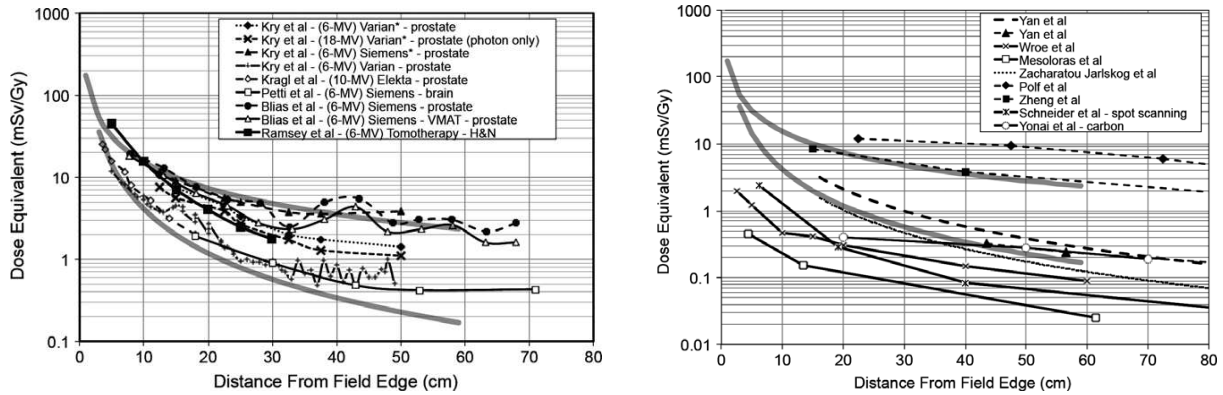 1000
100
10
1
0.1
Dose Equivalent (mSv/Gy)
Kry et al - (6-MV) Varian* - prostate
Kry et al - (18-MV) Varian* - prostate (photon only)
Kry et al - (6-MV) Siemens* - prostate
Kry et al - (6-MV) Varian - prostate
Kragl et al - (10-MV) Elekta - prostate
Petti et al - (6-MV) Siemens - brain
Blias et al - (6-MV) Siemens - prostate
Blias et al - (6-MV) Siemens - VMAT - prostate
Ramsey et al - (6-MV) Tomotherapy - H&N
0 10 20 30 40 50 60 70 80
Distance From Field Edge (cm)
1000
100
10
1
0.1
0.01
Dose Equivalent (mSv/Gy)
Yan et al
Yan et al
Wroe et al
Mesoloras et al
Zacharatou Jarlskog et al
Polf et al
Zheng et al
Schneider et al - spot scanning
Yonai et al - carbon
0 10 20 30 40 50 60 70 80
Distance From Field Edge (cm)